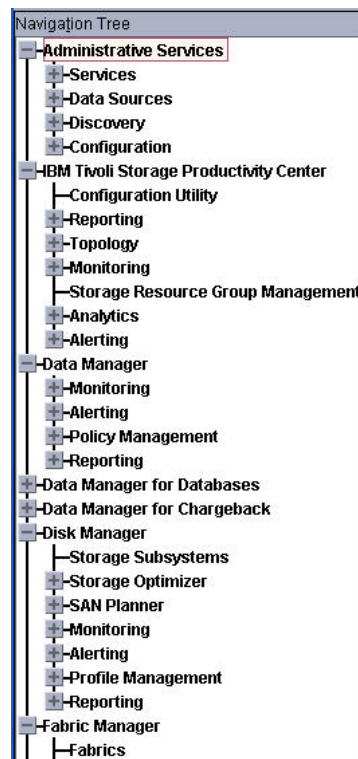 Navigation Tree
Administrative Services
Services
Data Sources
Discovery
Configuration
IBM Tivoli Storage Productivity Center
Configuration Utility
Reporting
Topology
Monitoring
Storage Resource Group Management
Analytics
Alerting
Data Manager
Monitoring
Alerting
Policy Management
Reporting
Data Manager for Databases
Data Manager for Chargeback
Disk Manager
Storage Subsystems
Storage Optimizer
SAN Planner
Monitoring
Alerting
Profile Management
Reporting
Fabric Manager
Fabrics